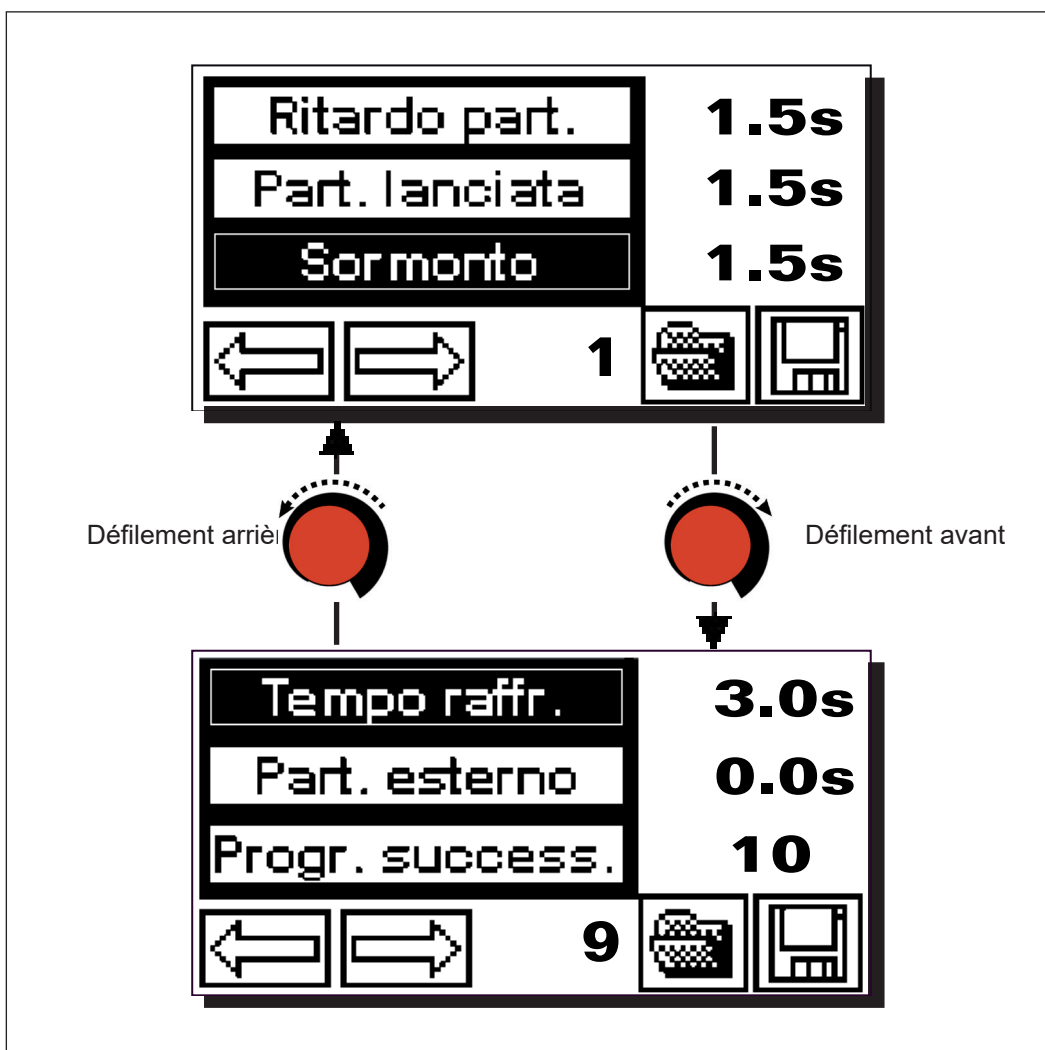 Ritardo part. 1.5s
Part. lanciata 1.5s
Sormonto 1.5s
1
Défilement arriè
Défilement avant
Tempo raffr. 3.0s
Part. esterno 0.0s
Progr. success. 10
9